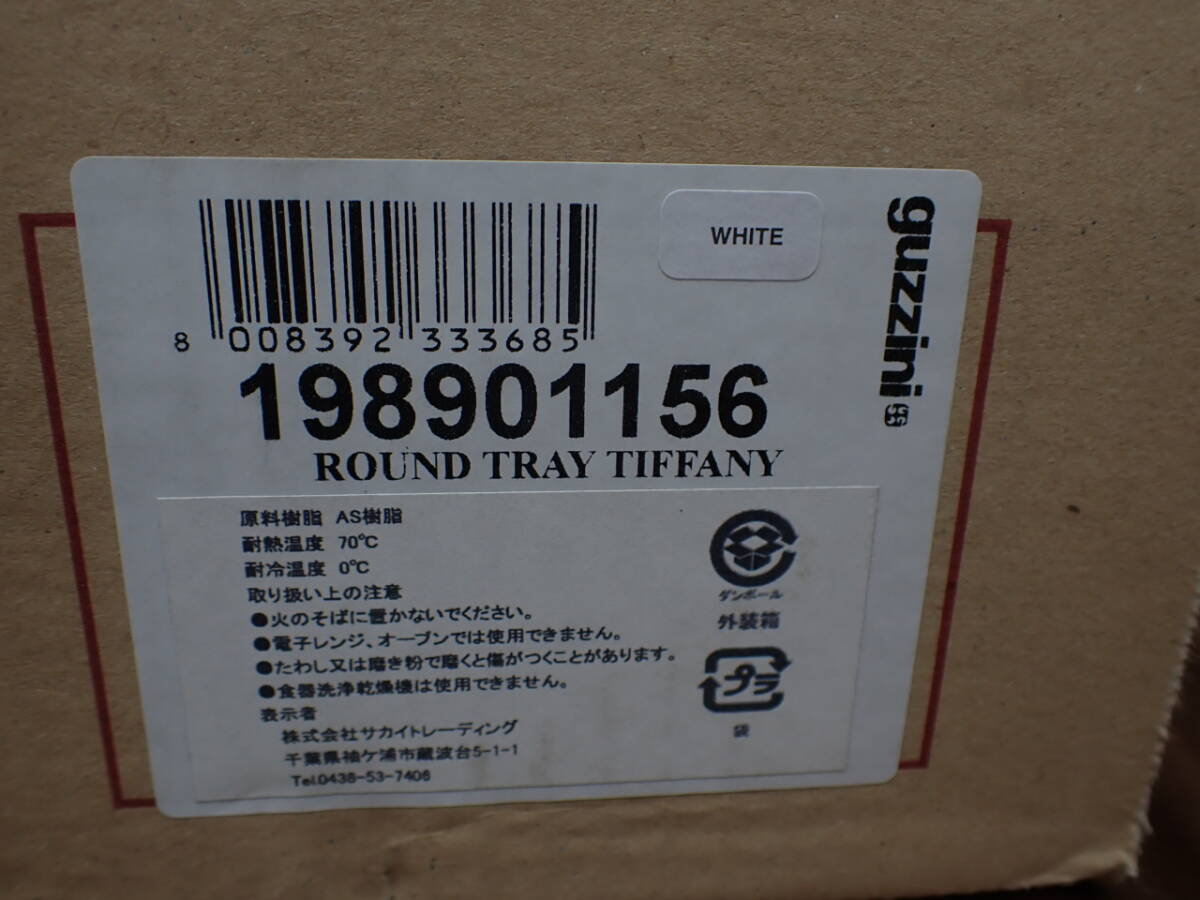 WHITE
guzzini
8 008392 333685
198901156
ROUND TRAY TIFFANY
原料樹脂 AS樹脂
耐熱温度 70℃
耐冷温度 0℃
取り扱い上の注意
●火のそばに置かないでください。
●電子レンジ、オーブンでは使用できません。
●たわし又は磨き粉で磨くと傷がつくことがあります。
●食器洗浄乾燥機は使用できません。
表示者
株式会社サカイトレーディング
千葉県袖ケ浦市蔵波台5-1-1
Tel.0438-53-7406
ダンボール
外装箱
プラ
袋